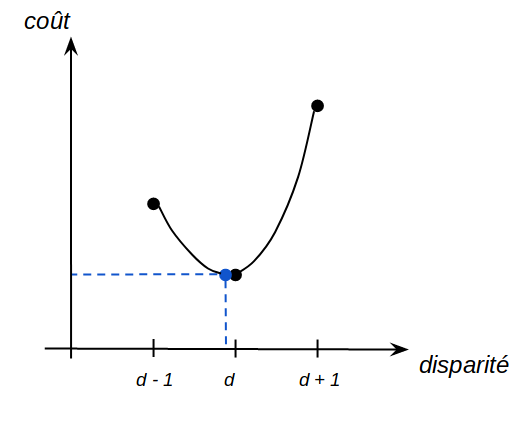 coût
disparité
d - 1
d
d + 1